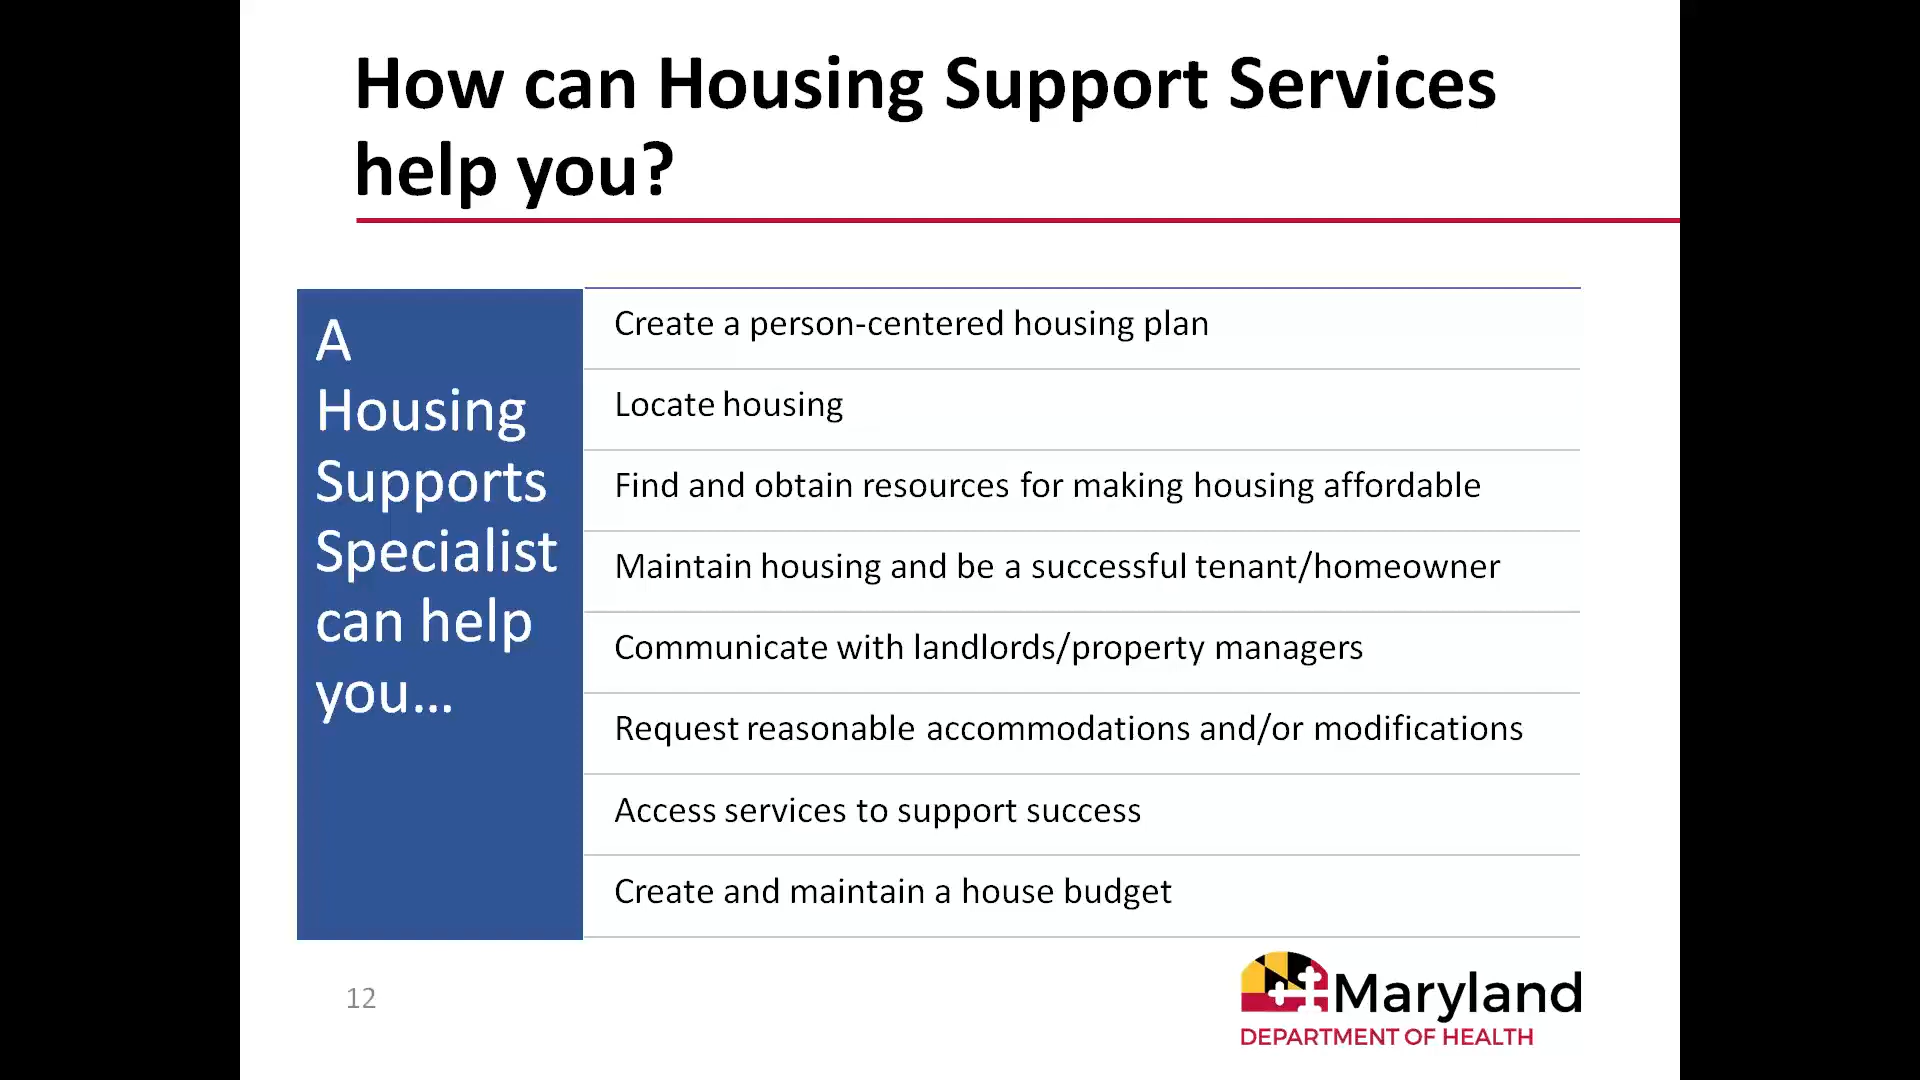 How can Housing Support Services
help you?
A
Housing
Supports
Specialist
can help
you...
Create a person-centered housing plan
Locate housing
Find and obtain resources for making housing affordable
Maintain housing and be a successful tenant/homeowner
Communicate with landlords/property managers
Request reasonable accommodations and/or modifications
Access services to support success
Create and maintain a house budget
12
Maryland
DEPARTMENT OF HEALTH